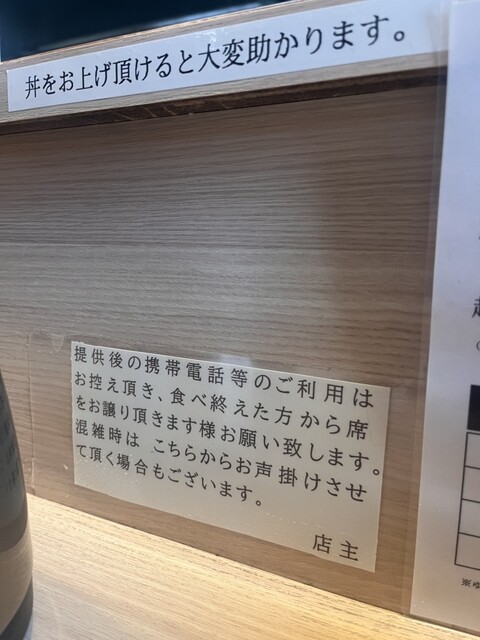 丼をお上げ頂けると大変助かります。
提供後の携帯電話等のご利用は
お控え頂き、食べ終えた方から席
をお譲り頂きます様お願い致します。
混雑時は こちらからお声掛けさせ
て頂く場合もございます。
店主